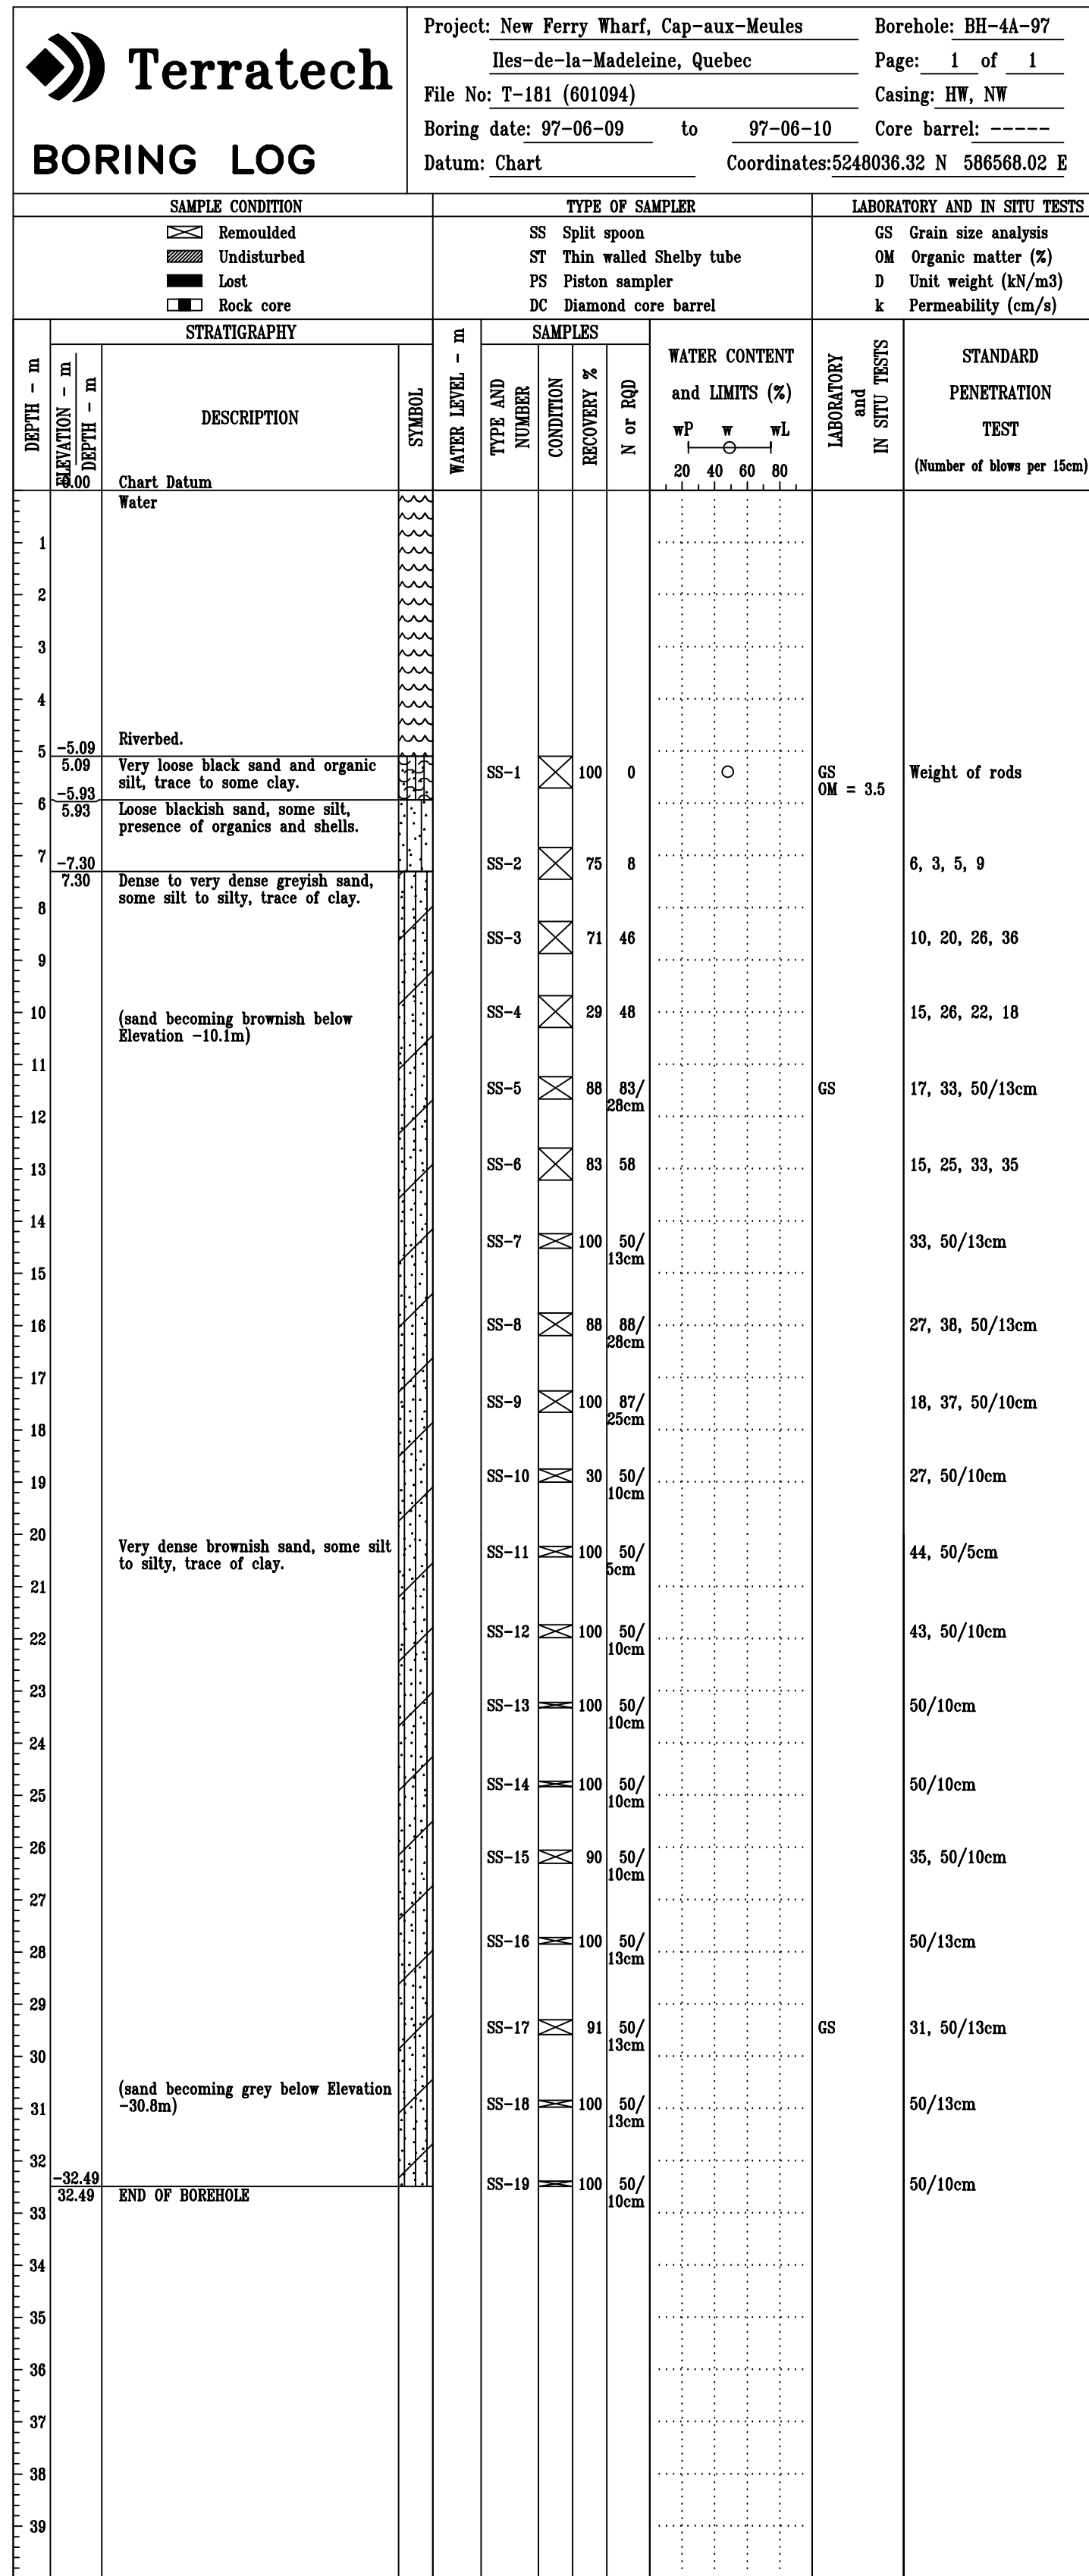 Terratech
BORING LOG
Project: New Ferry Wharf, Cap-aux-Meules
Iles-de-la-Madeleine, Quebec
File No: T-181 (601094)
Boring date: 97-06-09 to 97-06-10
Datum: Chart
Borehole: BH-4A-97
Page: 1 of 1
Casing: HW, NW
Core barrel: -----
Coordinates: 5248036.32 N 586568.02 E
SAMPLE CONDITION
Remoulded
Undisturbed
Lost
Rock core
TYPE OF SAMPLER
SS Split spoon
ST Thin walled Shelby tube
PS Piston sampler
DC Diamond core barrel
LABORATORY AND IN SITU TESTS
GS Grain size analysis
OM Organic matter (%)
D Unit weight (kN/m3)
k Permeability (cm/s)
DEPTH - m
STRATIGRAPHY
ELEVATION - m
DEPTH - m
DESCRIPTION
SYMBOL
WATER LEVEL - m
SAMPLES
TYPE AND NUMBER
CONDITION
RECOVERY %
N or RQD
WATER CONTENT
and LIMITS (%)
wP w wL
20 40 60 80
LABORATORY
and
IN SITU TESTS
STANDARD
PENETRATION
TEST
(Number of blows per 15cm)
0.00 Chart Datum
Water
1
2
3
4
Riverbed.
5 -5.09
5.09 Very loose black sand and organic
silt, trace to some clay.
SS-1 100 0 GS Weight of rods
OM = 3.5
-5.93
6
5.93 Loose blackish sand, some silt,
presence of organics and shells.
7 -7.30
SS-2 75 8 6, 3, 5, 9
7.30 Dense to very dense greyish sand,
some silt to silty, trace of clay.
8
SS-3 71 46 10, 20, 26, 36
9
10 (sand becoming brownish below
Elevation -10.1m)
SS-4 29 48 15, 26, 22, 18
11
SS-5 88 83/ GS 17, 33, 50/13cm
28cm
12
13 SS-6 83 58 15, 25, 33, 35
14
SS-7 100 50/ 33, 50/13cm
13cm
15
16 SS-8 88 88/ 27, 38, 50/13cm
28cm
17
SS-9 100 87/ 18, 37, 50/10cm
25cm
18
SS-10 30 50/ 27, 50/10cm
10cm
19
20
Very dense brownish sand, some silt
to silty, trace of clay.
SS-11 100 50/ 44, 50/5cm
5cm
21
22 SS-12 100 50/ 43, 50/10cm
10cm
23
SS-13 100 50/ 50/10cm
10cm
24
SS-14 100 50/ 50/10cm
10cm
25
26 SS-15 90 50/ 35, 50/10cm
10cm
27
28 SS-16 100 50/ 50/13cm
13cm
29
SS-17 91 50/ GS 31, 50/13cm
13cm
30
(sand becoming grey below Elevation
-30.8m)
31 SS-18 100 50/ 50/13cm
13cm
32
-32.49
SS-19 100 50/ 50/10cm
10cm
32.49 END OF BOREHOLE
33
34
35
36
37
38
39